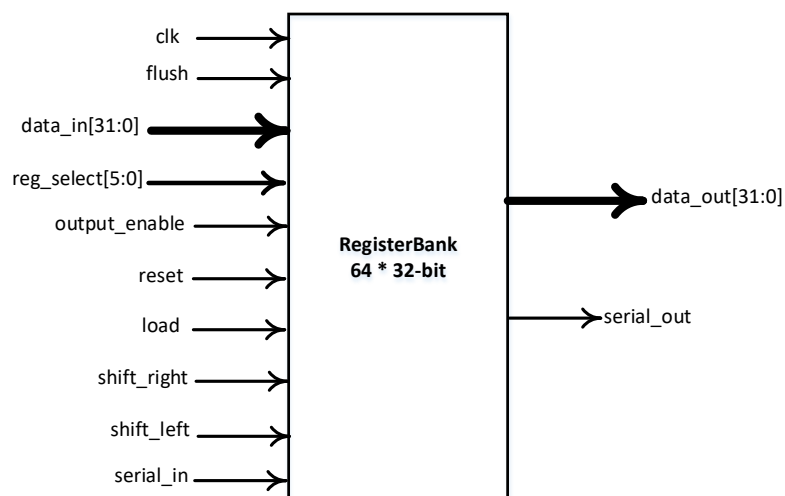 clk
flush
data_in[31:0]
reg_select[5:0]
output_enable
reset
load
shift_right
shift_left
serial_in
RegisterBank
64 * 32-bit
data_out[31:0]
serial_out